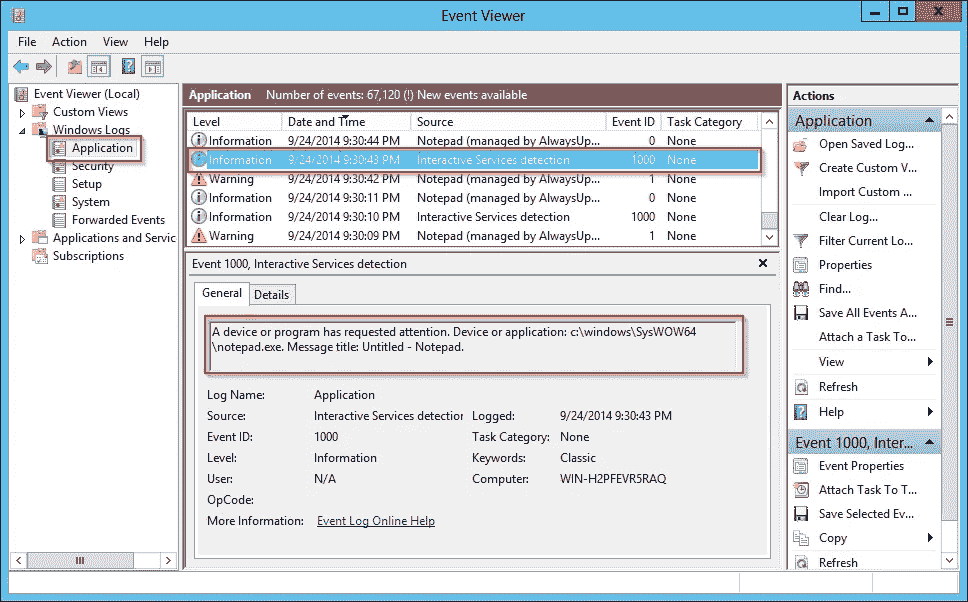 Event Viewer
File Action View Help
Event Viewer (Local)
Custom Views
Windows Logs
Application
Security
Setup
System
Forwarded Events
Applications and Servic
Subscriptions
Application Number of events: 67,120 (!) New events available
Level Date and Time Source Event ID Task Category
Information 9/24/2014 9:30:44 PM Notepad (managed by AlwaysUp... 0 None
Information 9/24/2014 9:30:43 PM Interactive Services detection 1000 None
Warning 9/24/2014 9:30:42 PM Notepad (managed by AlwaysUp... 1 None
Information 9/24/2014 9:30:11 PM Notepad (managed by AlwaysUp... 0 None
Information 9/24/2014 9:30:10 PM Interactive Services detection 1000 None
Warning 9/24/2014 9:30:09 PM Notepad (managed by AlwaysUp... 1 None
Event 1000, Interactive Services detection
General Details
A device or program has requested attention. Device or application: c:\windows\SysWOW64
\notepad.exe. Message title: Untitled - Notepad.
Log Name: Application
Source: Interactive Services detection Logged: 9/24/2014 9:30:43 PM
Event ID: 1000 Task Category: None
Level: Information Keywords: Classic
User: N/A Computer: WIN-H2PFEVR5RAQ
OpCode:
More Information: Event Log Online Help
Actions
Application
Open Saved Log...
Create Custom V...
Import Custom ...
Clear Log...
Filter Current Lo...
Properties
Find...
Save All Events A...
Attach a Task To...
View
Refresh
Help
Event 1000, Inter...
Event Properties
Attach Task To T...
Save Selected Ev...
Copy
Refresh